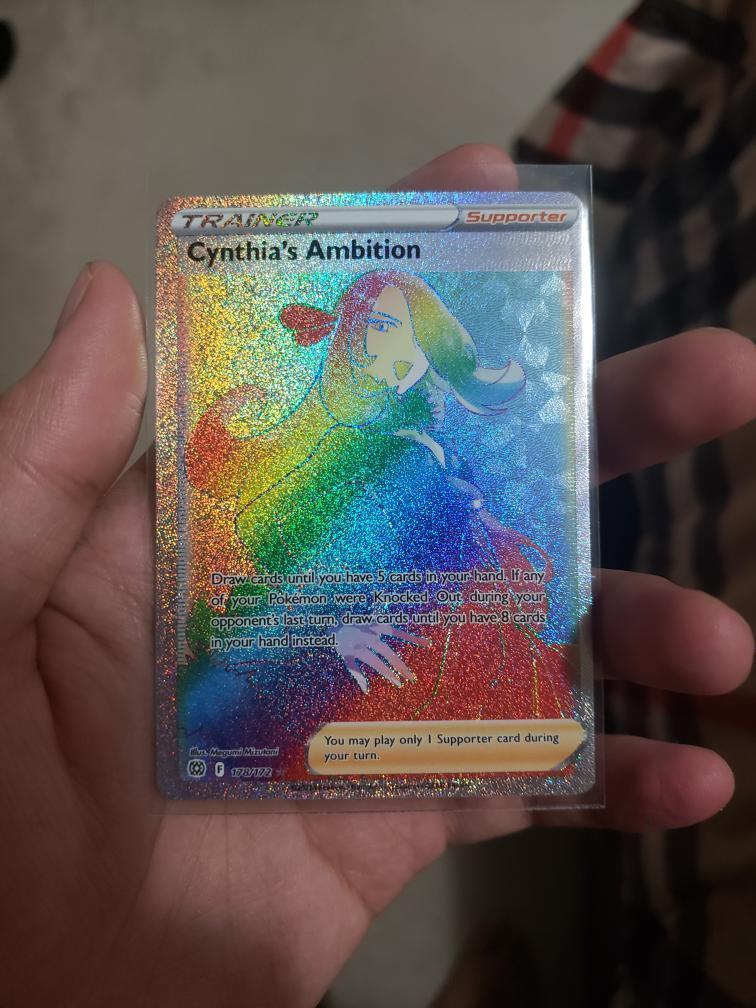 TRAINER Supporter
Cynthia's Ambition
Draw cards until you have 5 cards in your hand. If any
of your Pokémon were Knocked Out during your
opponent's last turn, draw cards until you have 8 cards
in your hand instead.
You may play only 1 Supporter card during
your turn.
Illus. Megumi Mizutani
F 178/172